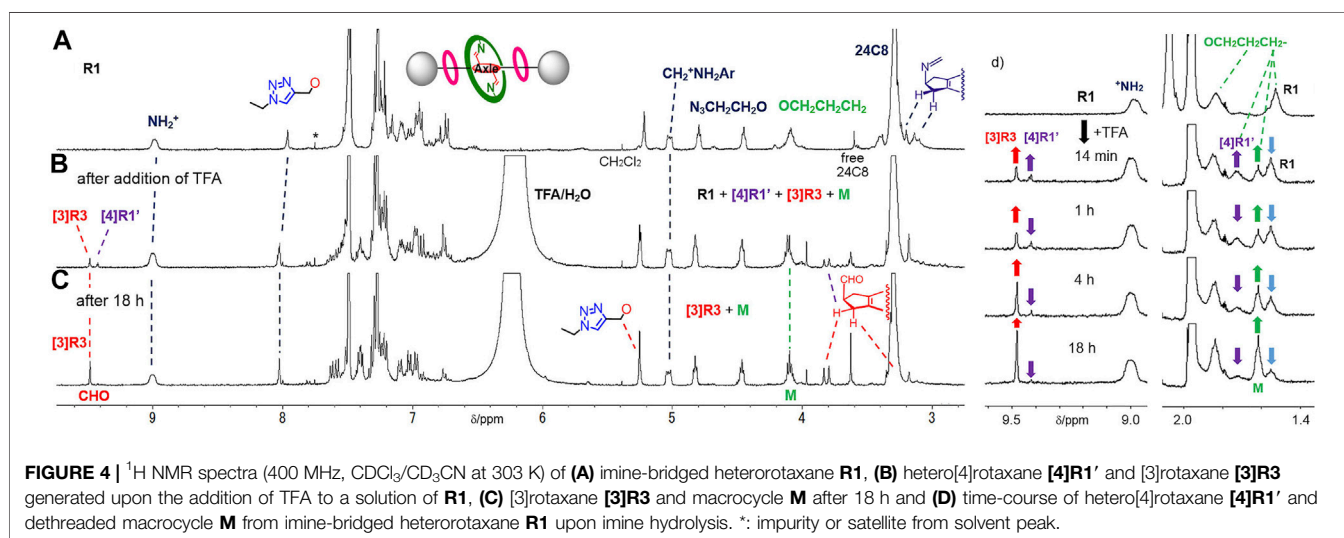 A
R1
N
N
N
O
N
Axle
N
NH₂⁺
*
CH₂⁺NH₂Ar
N₃CH₂CH₂O
OCH₂CH₂CH₂
24C8
N
H
H
CH₂Cl₂
free
24C8
B
after addition of TFA
[3]R3
[4]R1’
TFA/H₂O
R1 + [4]R1’ + [3]R3 + M
C
after 18 h
[3]R3
CHO
N
N
N
O
[3]R3 + M
CHO
H
H
M
9
8
7
6
δ/ppm
5
4
3
d)
R1
⁺NH₂
+TFA
[3]R3
[4]R1’
14 min
1 h
4 h
18 h
9.5
δ/ppm
9.0
OCH₂CH₂CH₂-
R1
[4]R1’
R1
M
2.0
1.4
FIGURE 4 | ¹H NMR spectra (400 MHz, CDCl₃/CD₃CN at 303 K) of (A) imine-bridged heterorotaxane R1, (B) hetero[4]rotaxane [4]R1′ and [3]rotaxane [3]R3
generated upon the addition of TFA to a solution of R1, (C) [3]rotaxane [3]R3 and macrocycle M after 18 h and (D) time-course of hetero[4]rotaxane [4]R1′ and
dethreaded macrocycle M from imine-bridged heterorotaxane R1 upon imine hydrolysis. *: impurity or satellite from solvent peak.